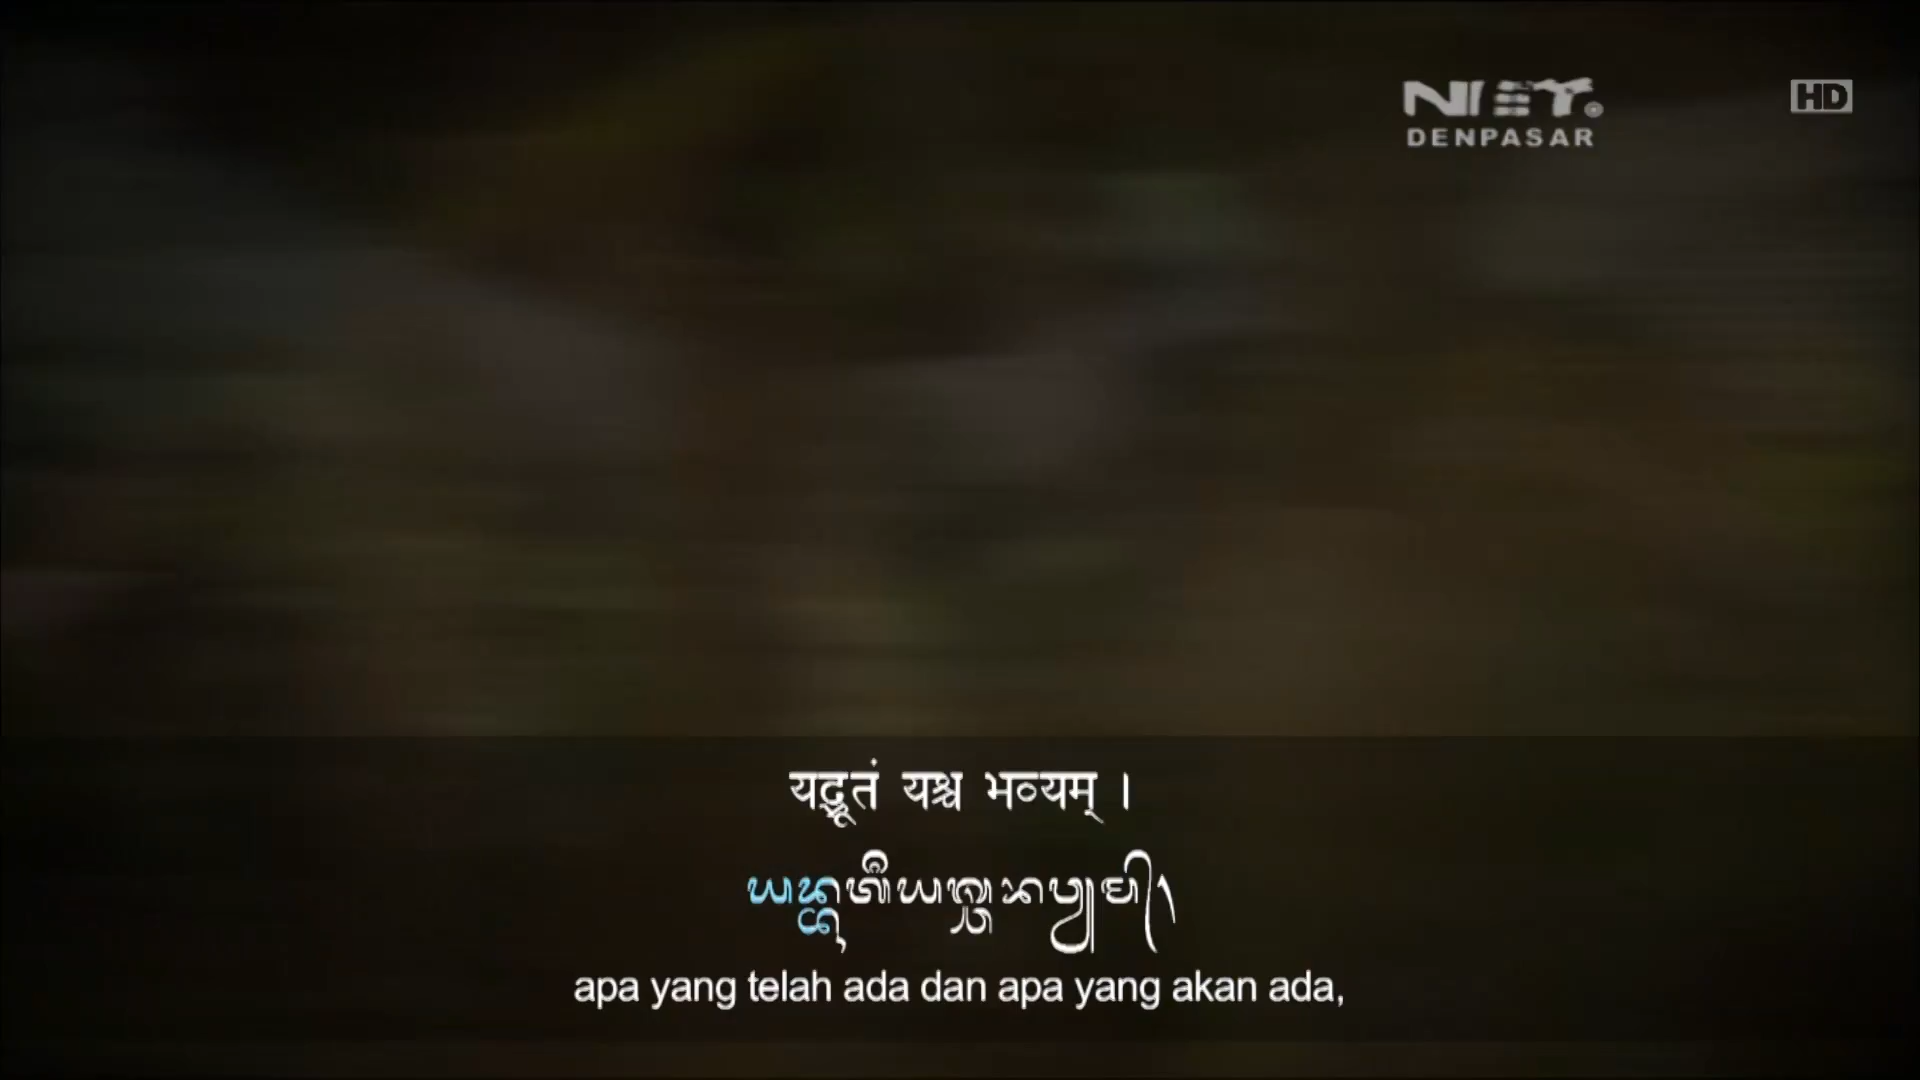 NET.
DENPASAR
HD
यद्भूतं यश्च भव्यम् ।
apa yang telah ada dan apa yang akan ada,